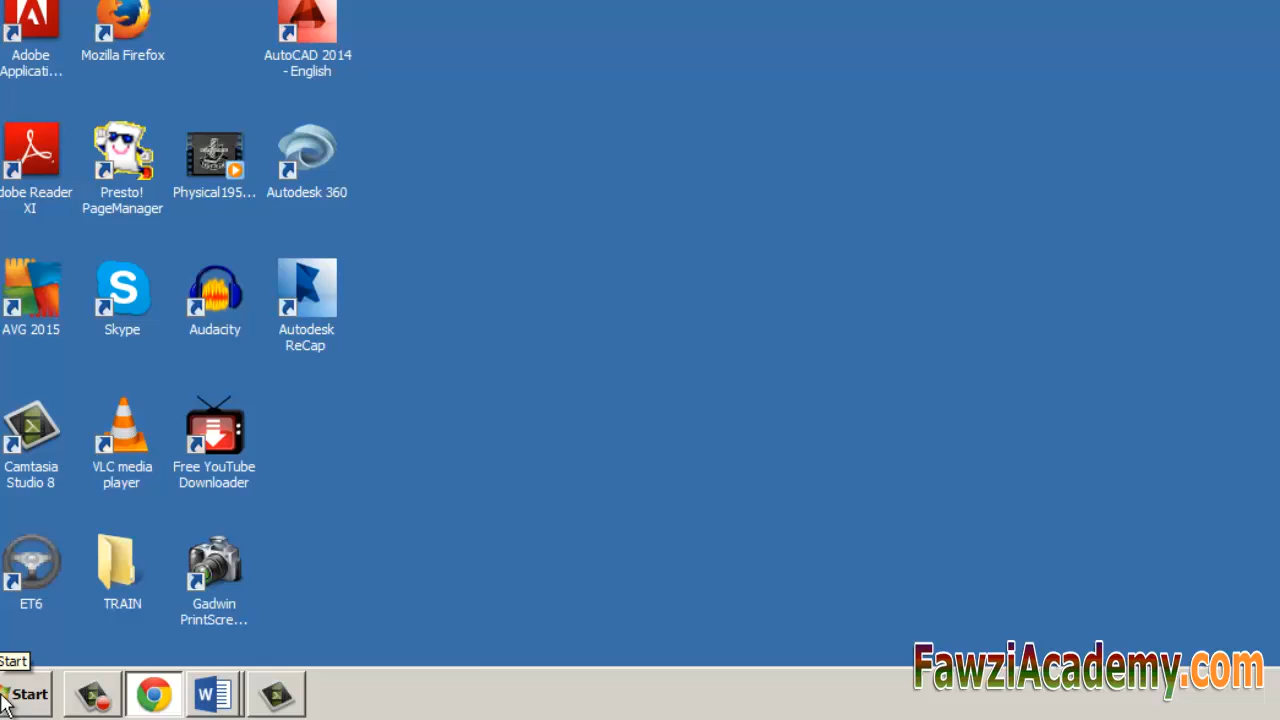 Adobe
Applicati...
Mozilla Firefox
AutoCAD 2014
- English
dobe Reader
XI
Presto!
PageManager
Physical195...
Autodesk 360
AVG 2015
S
Skype
Audacity
Autodesk
ReCap
Camtasia
Studio 8
VLC media
player
Free YouTube
Downloader
ET6
TRAIN
Gadwin
PrintScre...
Start
Start
W
FawziAcademy.com